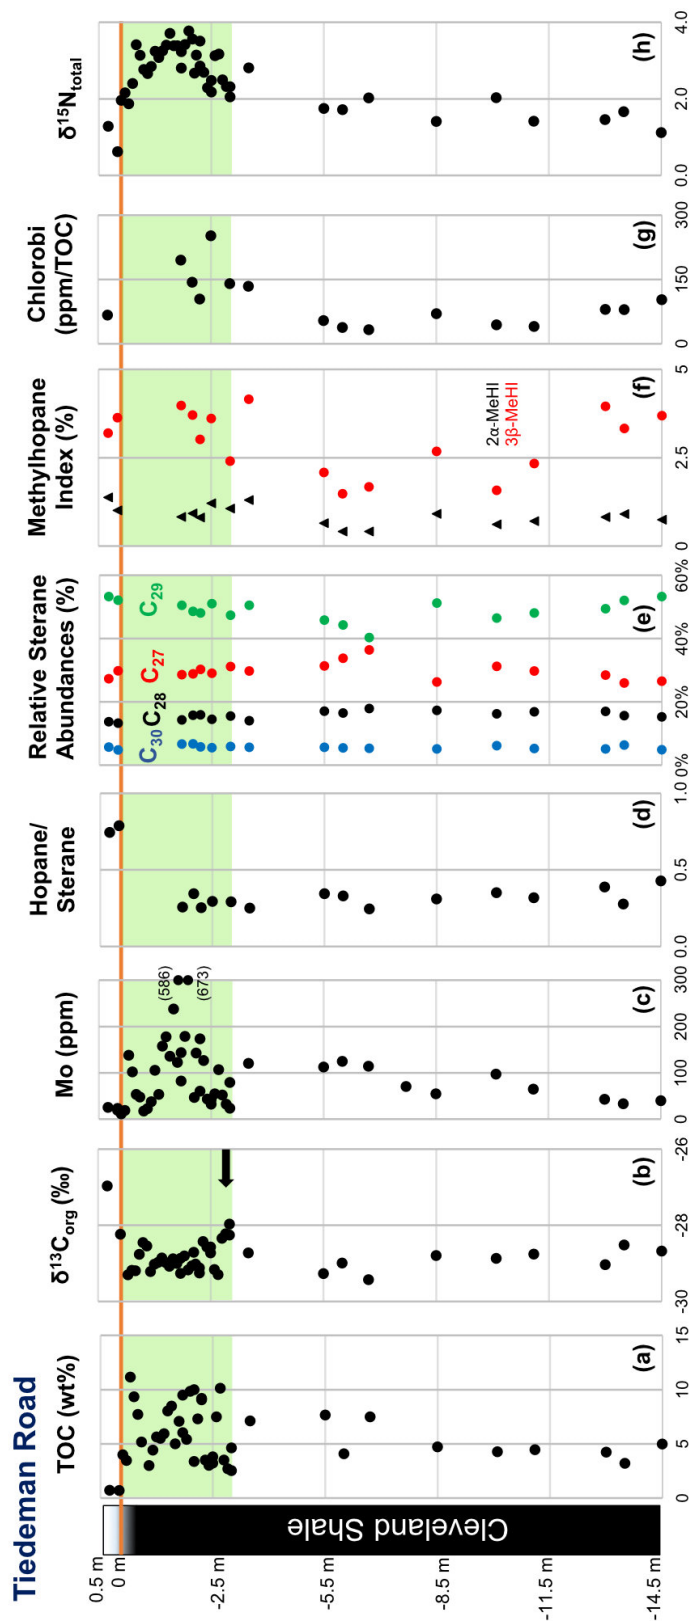 Tiedeman Road
TOC (wt%)
δ¹³Corg (‰)
Mo (ppm)
Hopane/
Sterane
Relative Sterane
Abundances (%)
Methylhopane
Index (%)
Chlorobi
(ppm/TOC)
δ¹⁵Ntotal
0.5 m
0 m
-2.5 m
-5.5 m
-8.5 m
-11.5 m
-14.5 m
Cleveland Shale
(586)
(673)
C₃₀ C₂₈ C₂₇ C₂₉
2α-MeHI
3β-MeHI
(a)
(b)
(c)
(d)
(e)
(f)
(g)
(h)
0 5 10 15
-30 -28 -26
0 100 200 300
0.0 0.5 1.0
0% 20% 40% 60%
0 2.5 5
0 150 300
0.0 2.0 4.0